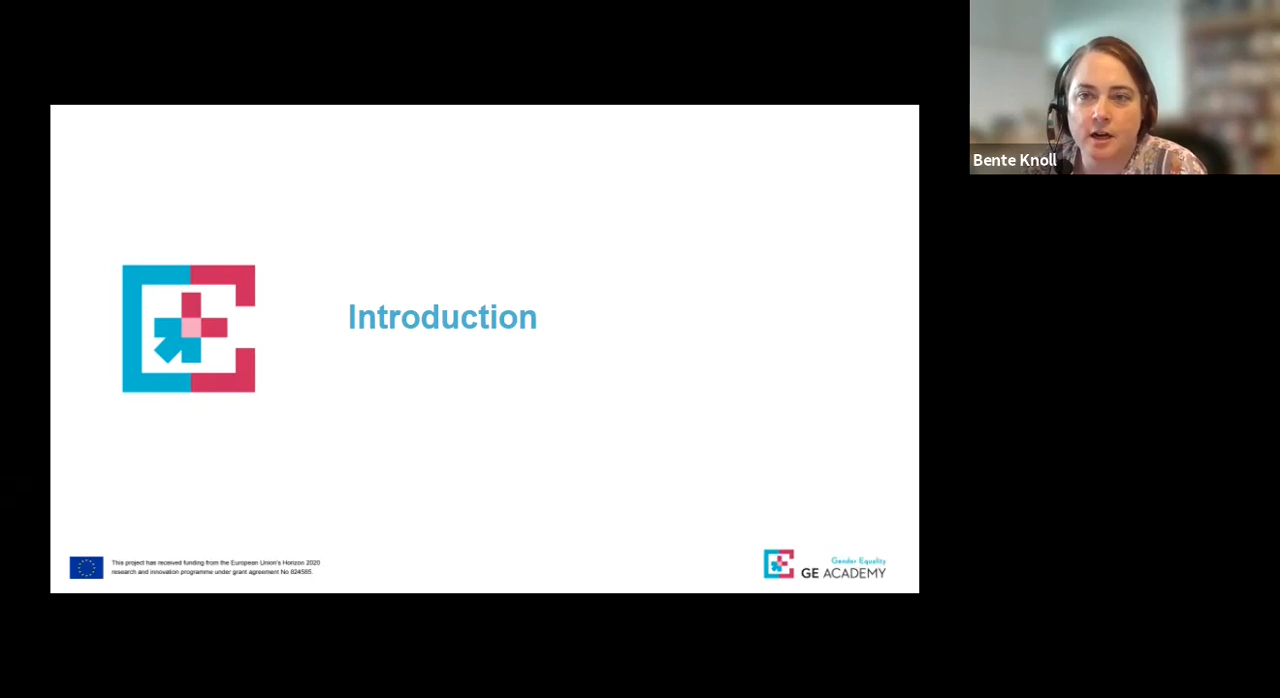 Bente Knoll
Introduction
This project has received funding from the European Union's Horizon 2020
research and innovation programme under grant agreement No 824585.
Gender Equality
GE ACADEMY